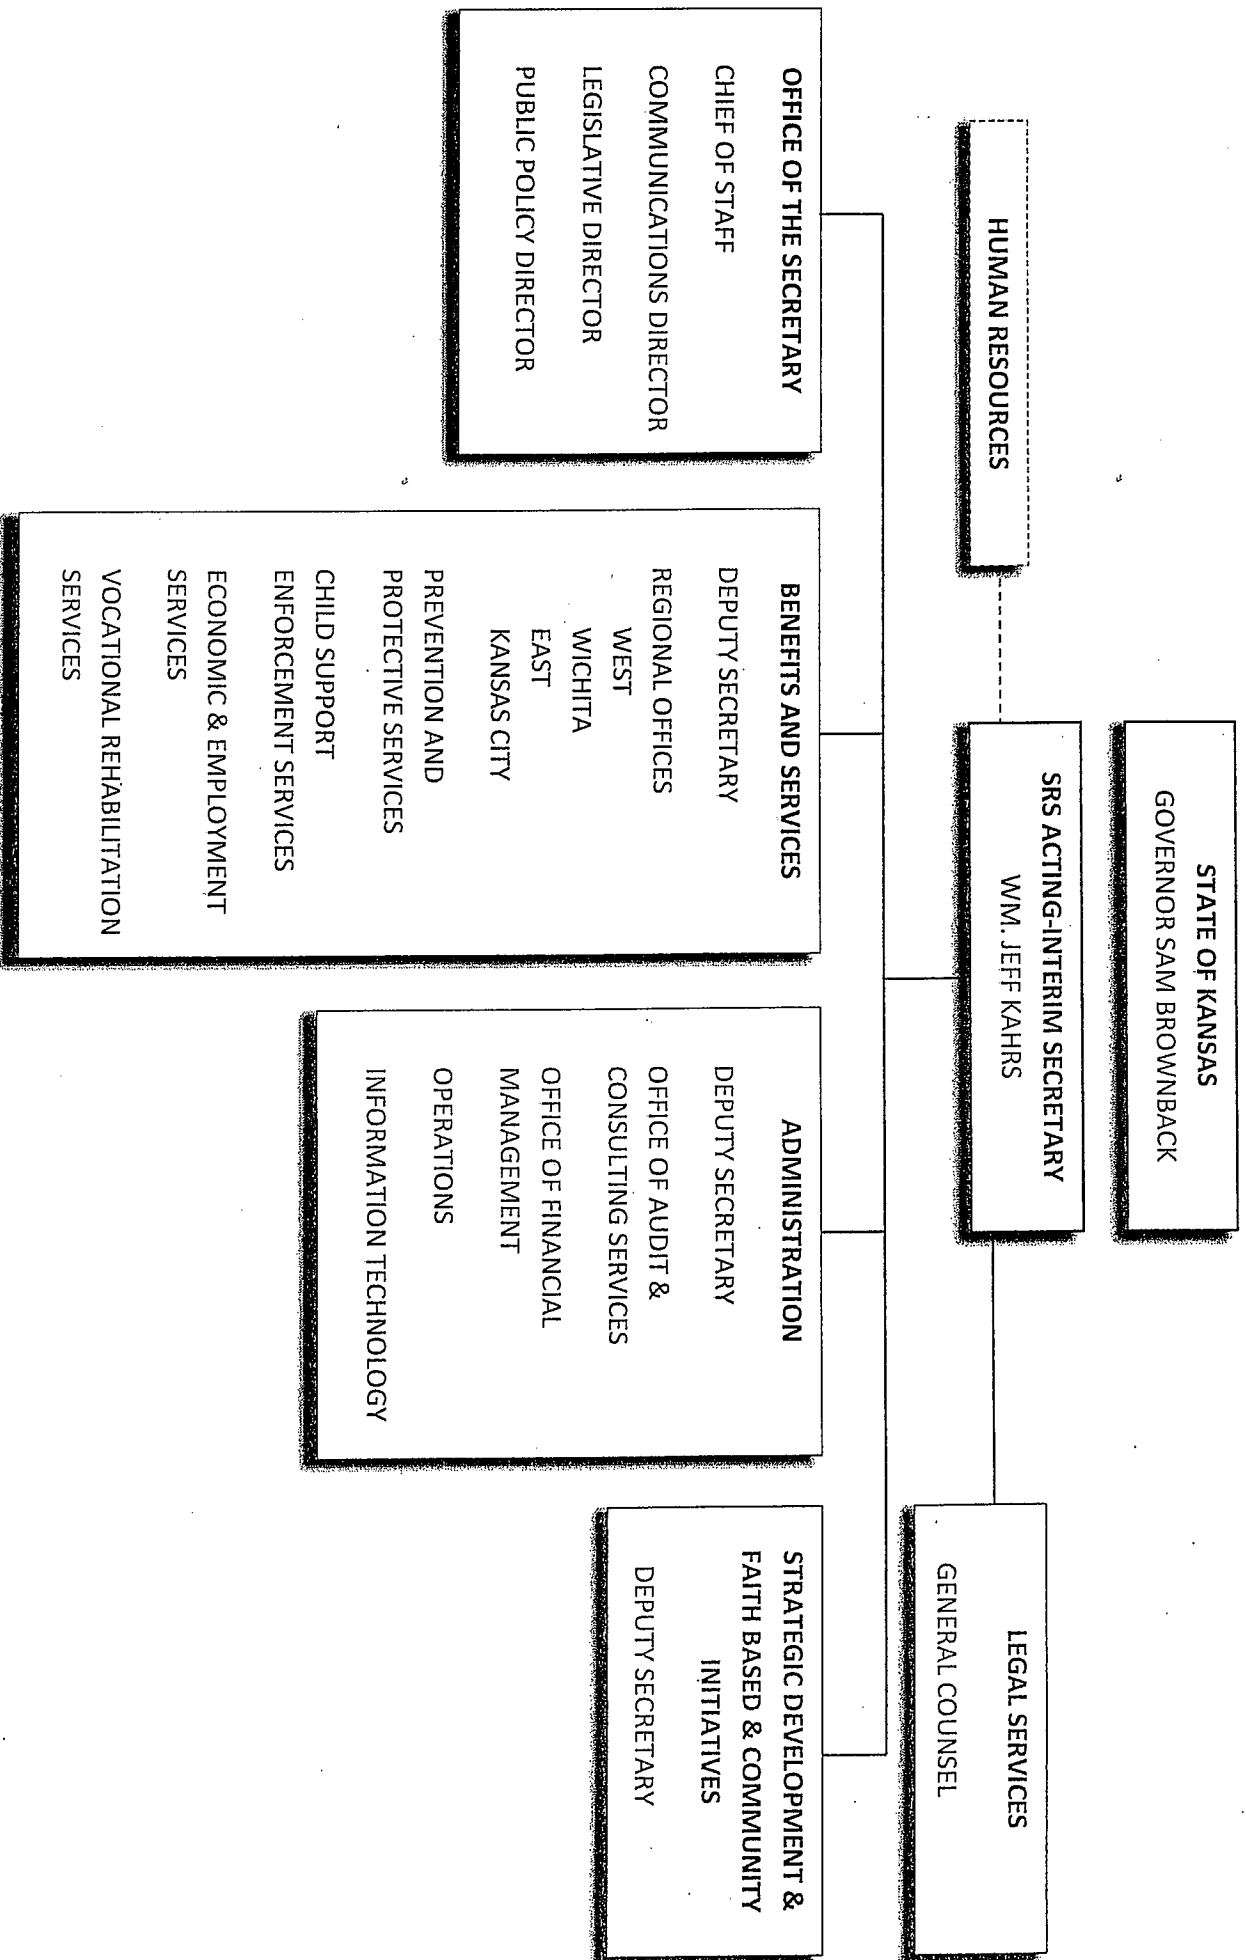 STATE OF KANSAS
GOVERNOR SAM BROWNBACK
SRS ACTING-INTERIM SECRETARY
WM. JEFF KAHRS
HUMAN RESOURCES
LEGAL SERVICES
GENERAL COUNSEL
OFFICE OF THE SECRETARY
CHIEF OF STAFF
COMMUNICATIONS DIRECTOR
LEGISLATIVE DIRECTOR
PUBLIC POLICY DIRECTOR
BENEFITS AND SERVICES
DEPUTY SECRETARY
REGIONAL OFFICES
WEST
WICHITA
EAST
KANSAS CITY
PREVENTION AND
PROTECTIVE SERVICES
CHILD SUPPORT
ENFORCEMENT SERVICES
ECONOMIC & EMPLOYMENT
SERVICES
VOCATIONAL REHABILITATION
SERVICES
ADMINISTRATION
DEPUTY SECRETARY
OFFICE OF AUDIT &
CONSULTING SERVICES
OFFICE OF FINANCIAL
MANAGEMENT
OPERATIONS
INFORMATION TECHNOLOGY
STRATEGIC DEVELOPMENT &
FAITH BASED & COMMUNITY
INITIATIVES
DEPUTY SECRETARY